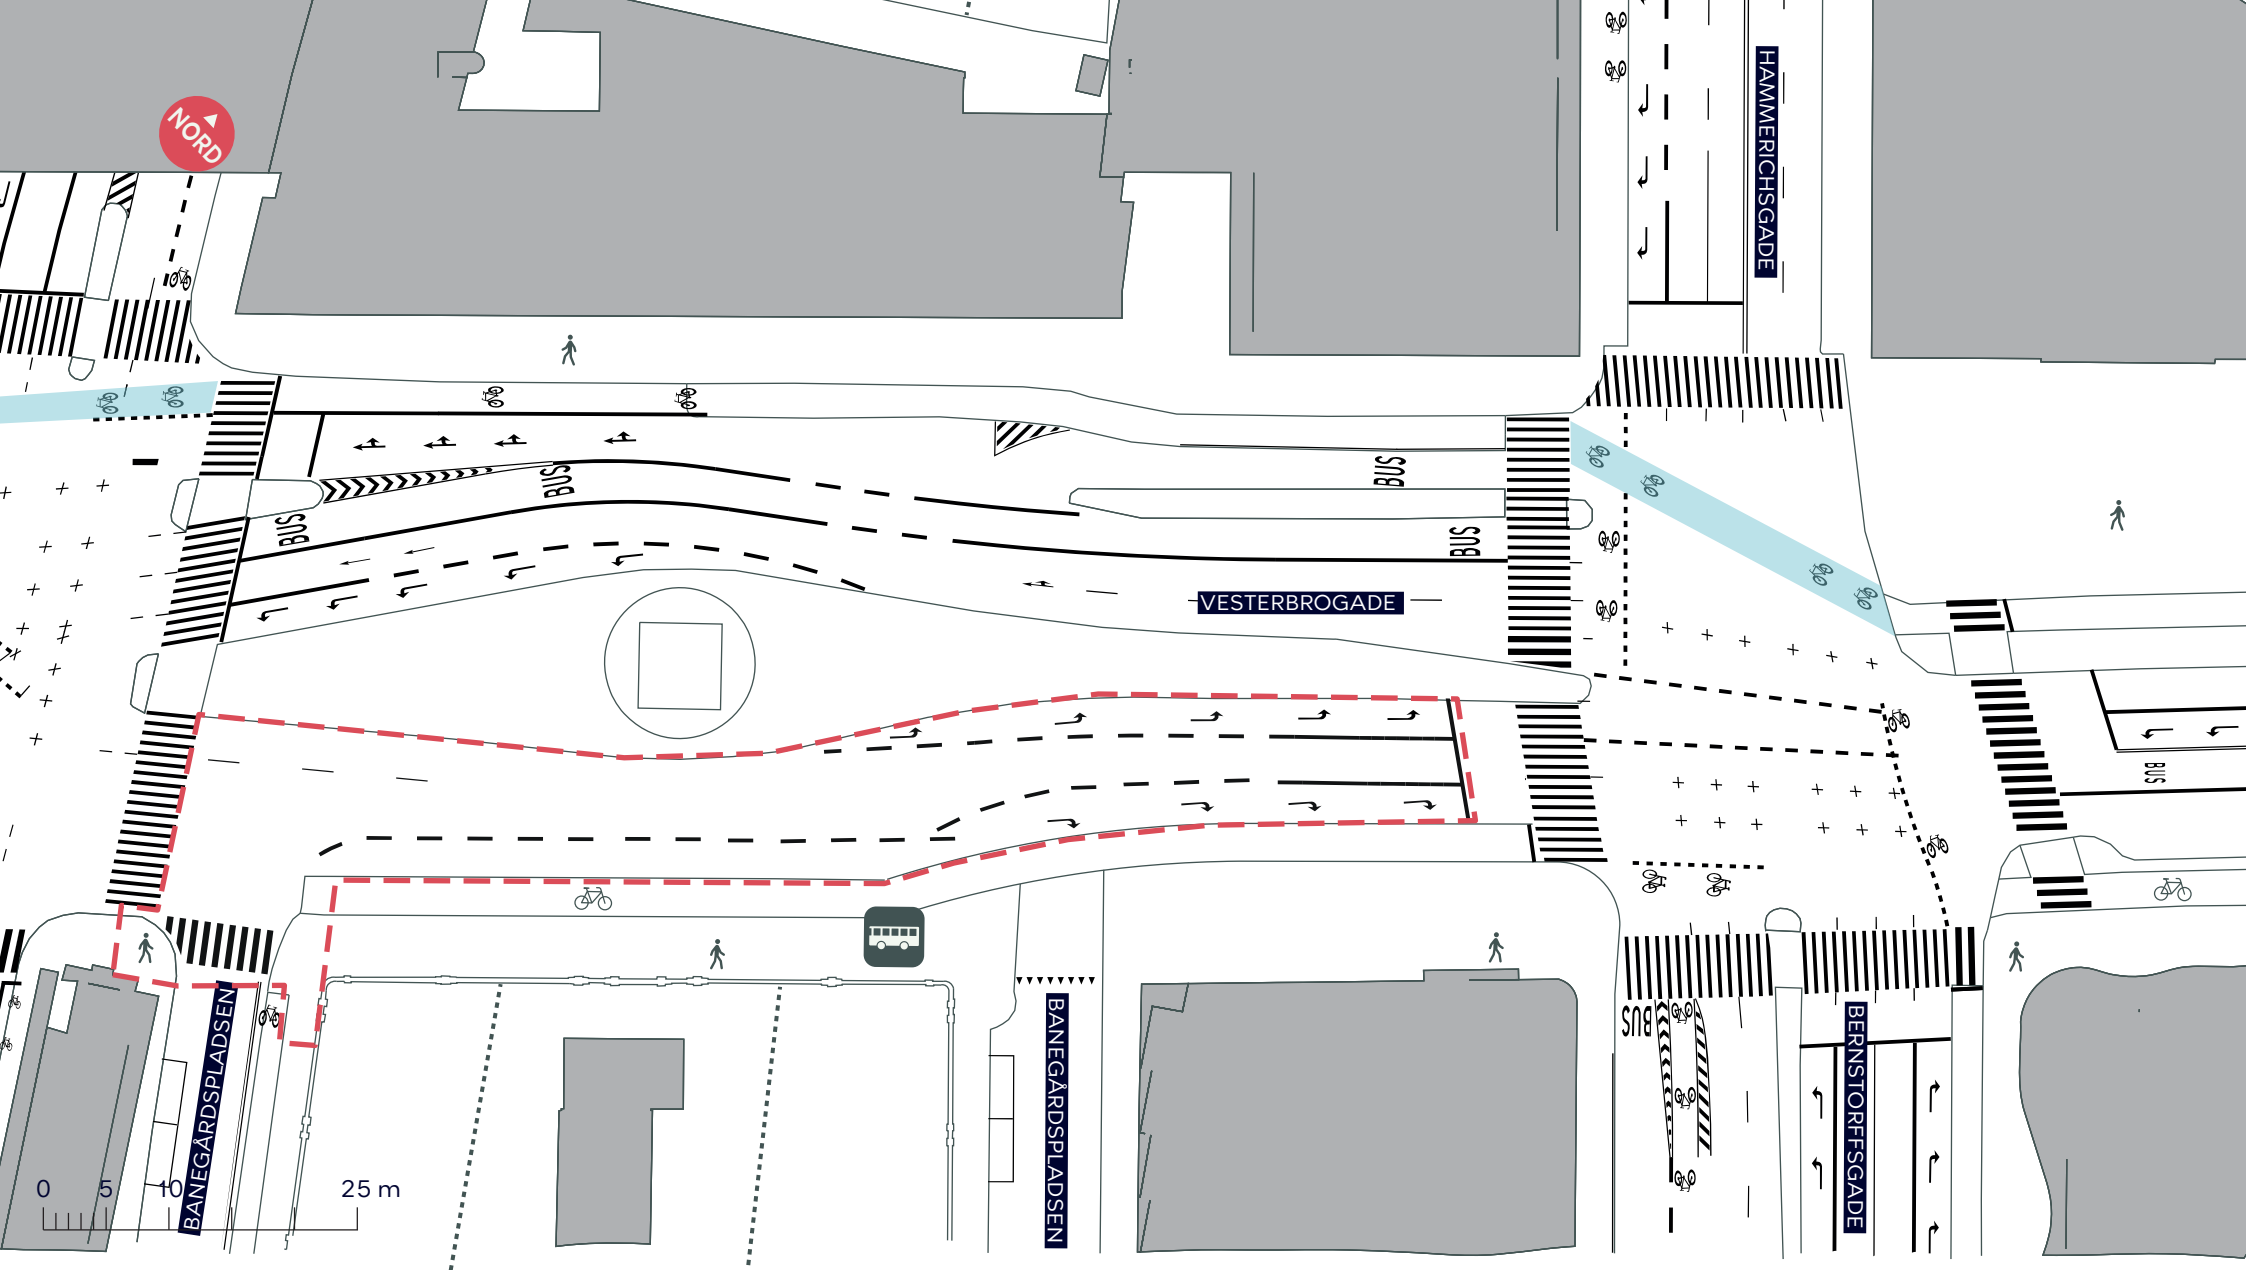 NORD
HAMMERICHSGADE
BUS
BUS
BUS
BUS
VESTERBROGADE
BUS
BANEGÅRDSPLADSEN
BANEGÅRDSPLADSEN
BUS
BERNSTORFFSGADE
0 5 10 25 m